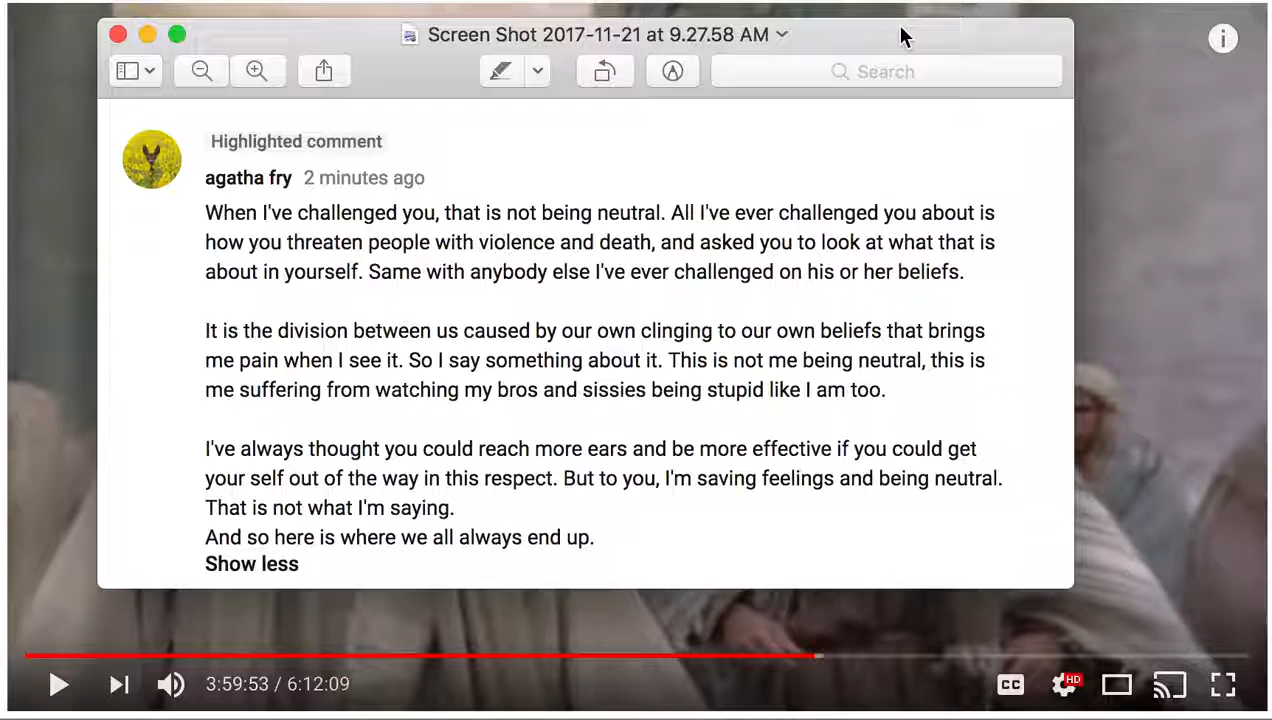 Screen Shot 2017-11-21 at 9.27.58 AM
Search
Highlighted comment
agatha fry 2 minutes ago
When I've challenged you, that is not being neutral. All I've ever challenged you about is
how you threaten people with violence and death, and asked you to look at what that is
about in yourself. Same with anybody else I've ever challenged on his or her beliefs.
It is the division between us caused by our own clinging to our own beliefs that brings
me pain when I see it. So I say something about it. This is not me being neutral, this is
me suffering from watching my bros and sissies being stupid like I am too.
I've always thought you could reach more ears and be more effective if you could get
your self out of the way in this respect. But to you, I'm saving feelings and being neutral.
That is not what I'm saying.
And so here is where we all always end up.
Show less
3:59:53 / 6:12:09
CC
HD